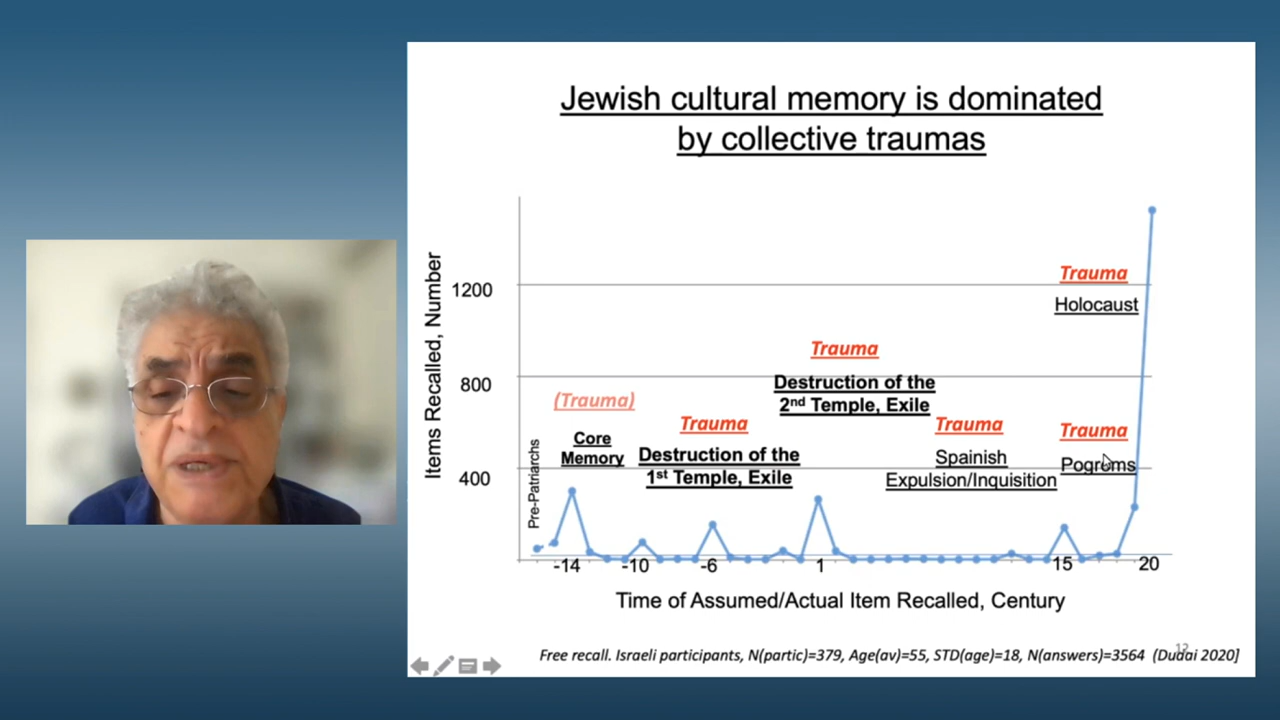 Jewish cultural memory is dominated
by collective traumas
Items Recalled, Number
1200
800
400
Trauma
Holocaust
Trauma
Destruction of the
2nd Temple, Exile
(Trauma)
Core
Memory
Trauma
Destruction of the
1st Temple, Exile
Trauma
Spainish
Expulsion/Inquisition
Trauma
Pogroms
Pre-Patriarchs
-14
-10
-6
1
15
20
Time of Assumed/Actual Item Recalled, Century
12
Free recall. Israeli participants, N(partic)=379, Age(av)=55, STD(age)=18, N(answers)=3564 (Dudai 2020]